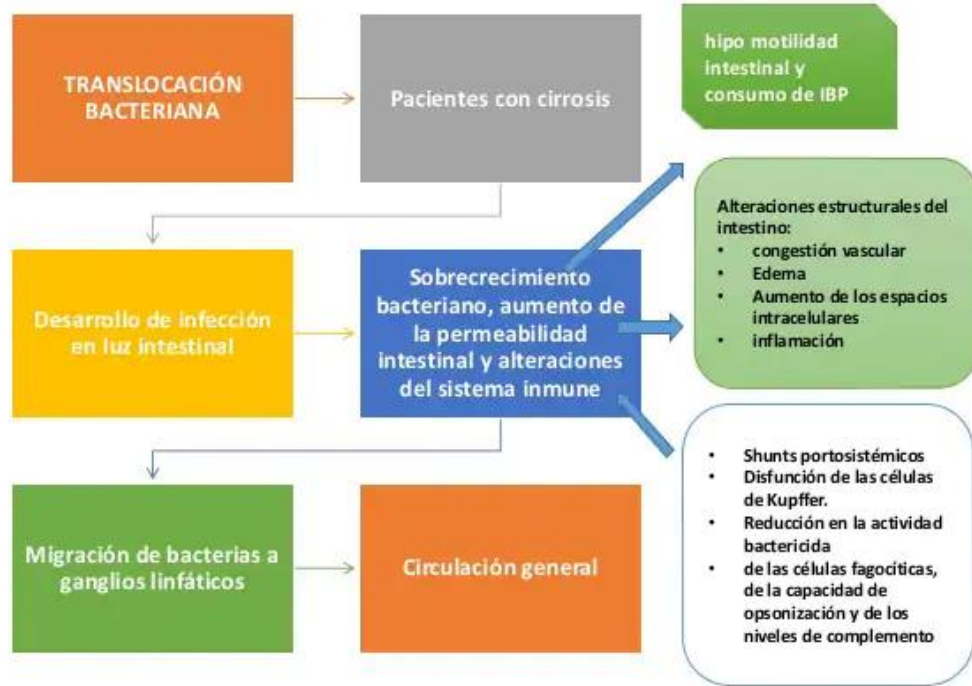 TRANSLOCACIÓN
BACTERIANA
Pacientes con cirrosis
hipo motilidad
intestinal y
consumo de IBP
Desarrollo de infección
en luz intestinal
Sobrecrecimiento
bacteriano, aumento de
la permeabilidad
intestinal y alteraciones
del sistema inmune
Alteraciones estructurales del
intestino:
• congestión vascular
• Edema
• Aumento de los espacios
intracelulares
• inflamación
Migración de bacterias a
ganglios linfáticos
Circulación general
• Shunts portosistémicos
• Disfunción de las células
de Kupffer.
• Reducción en la actividad
bactericida
• de las células fagocíticas,
de la capacidad de
opsonización y de los
niveles de complemento